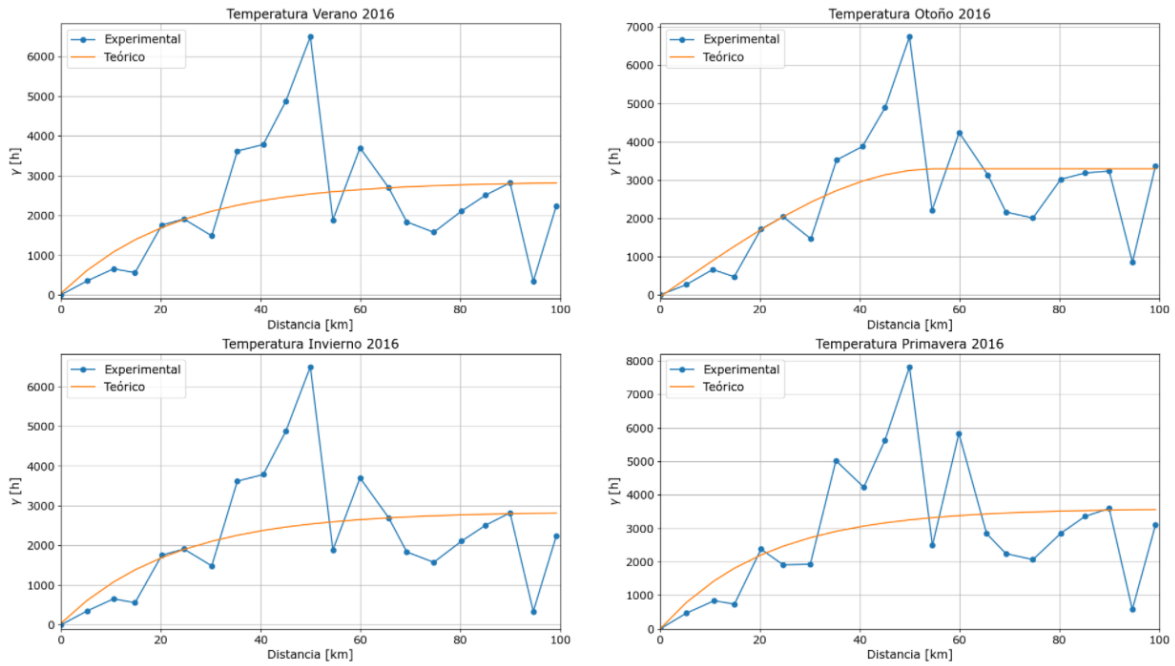 Temperatura Verano 2016
Experimental
Teórico
γ [h]
6000
5000
4000
3000
2000
1000
0
0 20 40 60 80 100
Distancia [km]
Temperatura Otoño 2016
Experimental
Teórico
γ [h]
7000
6000
5000
4000
3000
2000
1000
0
0 20 40 60 80 100
Distancia [km]
Temperatura Invierno 2016
Experimental
Teórico
γ [h]
6000
5000
4000
3000
2000
1000
0
0 20 40 60 80 100
Distancia [km]
Temperatura Primavera 2016
Experimental
Teórico
γ [h]
8000
7000
6000
5000
4000
3000
2000
1000
0
0 20 40 60 80 100
Distancia [km]